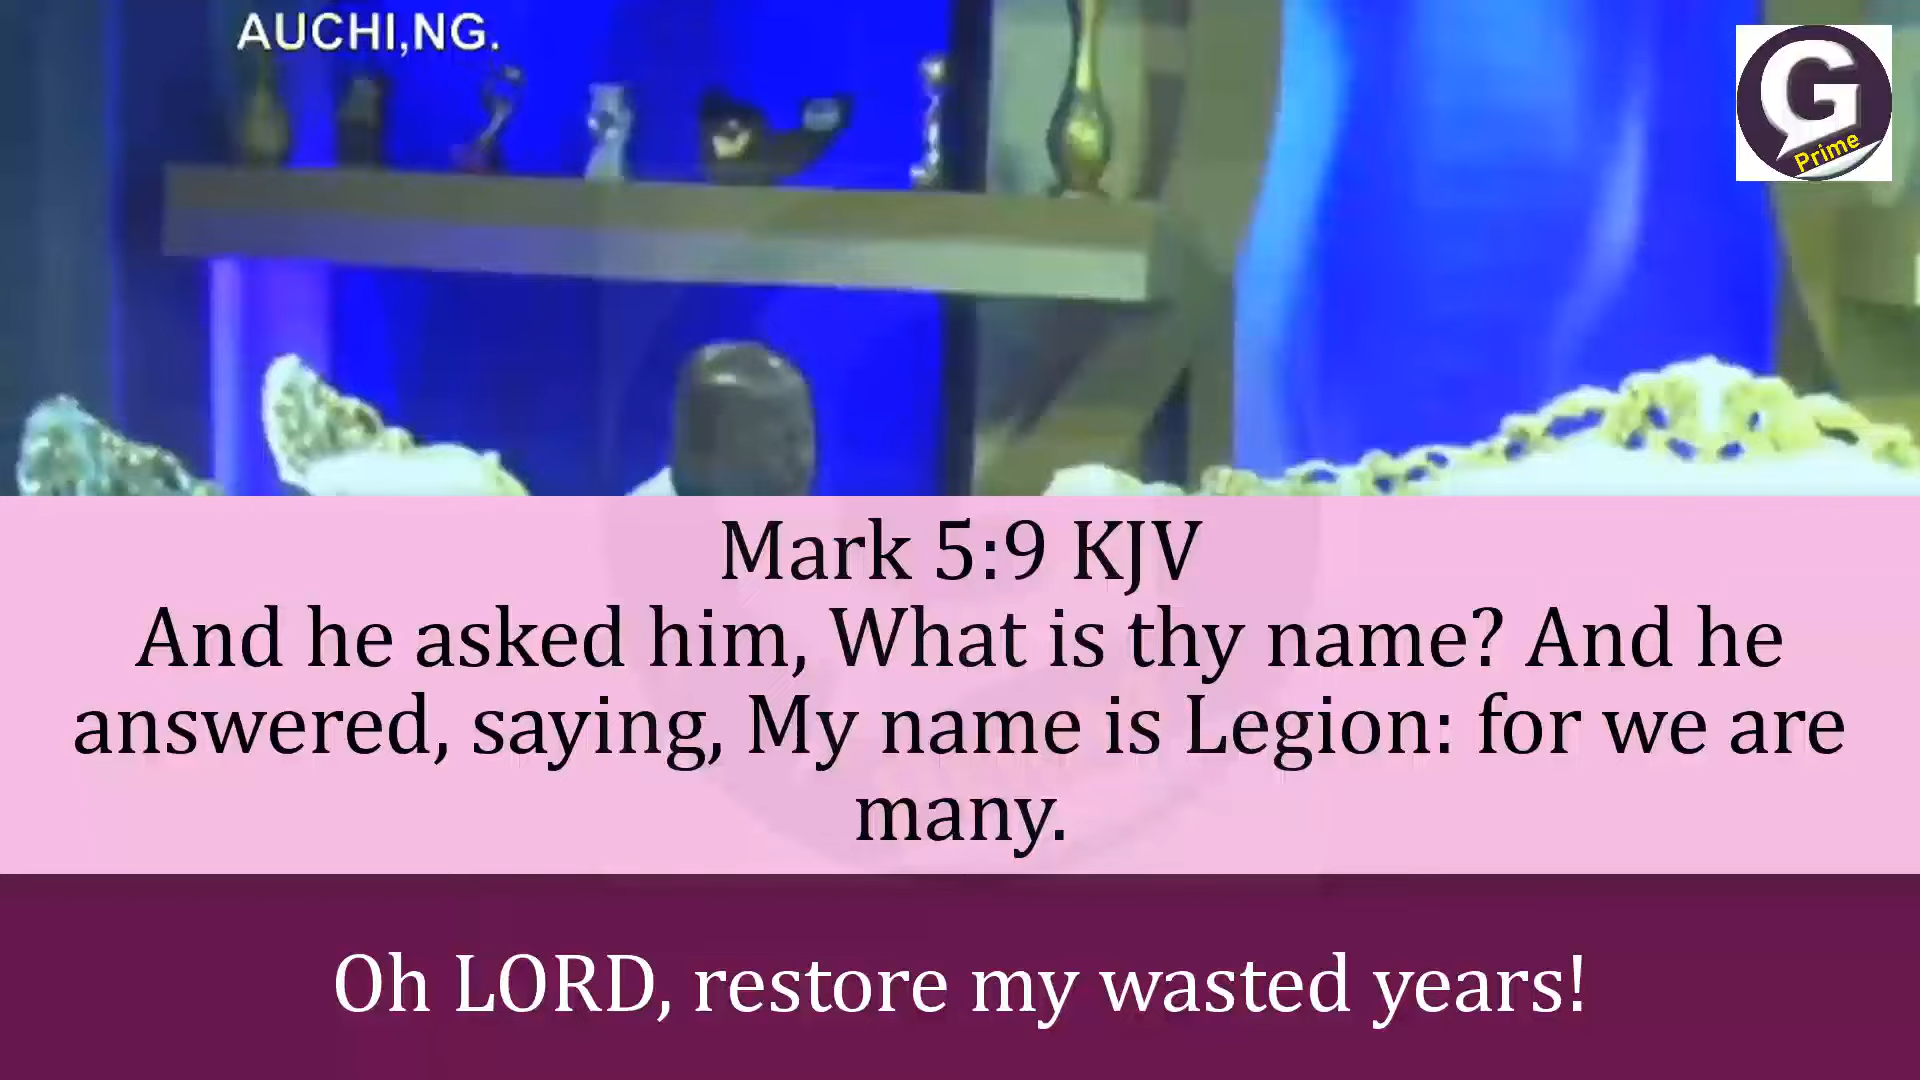 AUCHI,NG.
G
Prime
Mark 5:9 KJV
And he asked him, What is thy name? And he
answered, saying, My name is Legion: for we are
many.
Oh LORD, restore my wasted years!